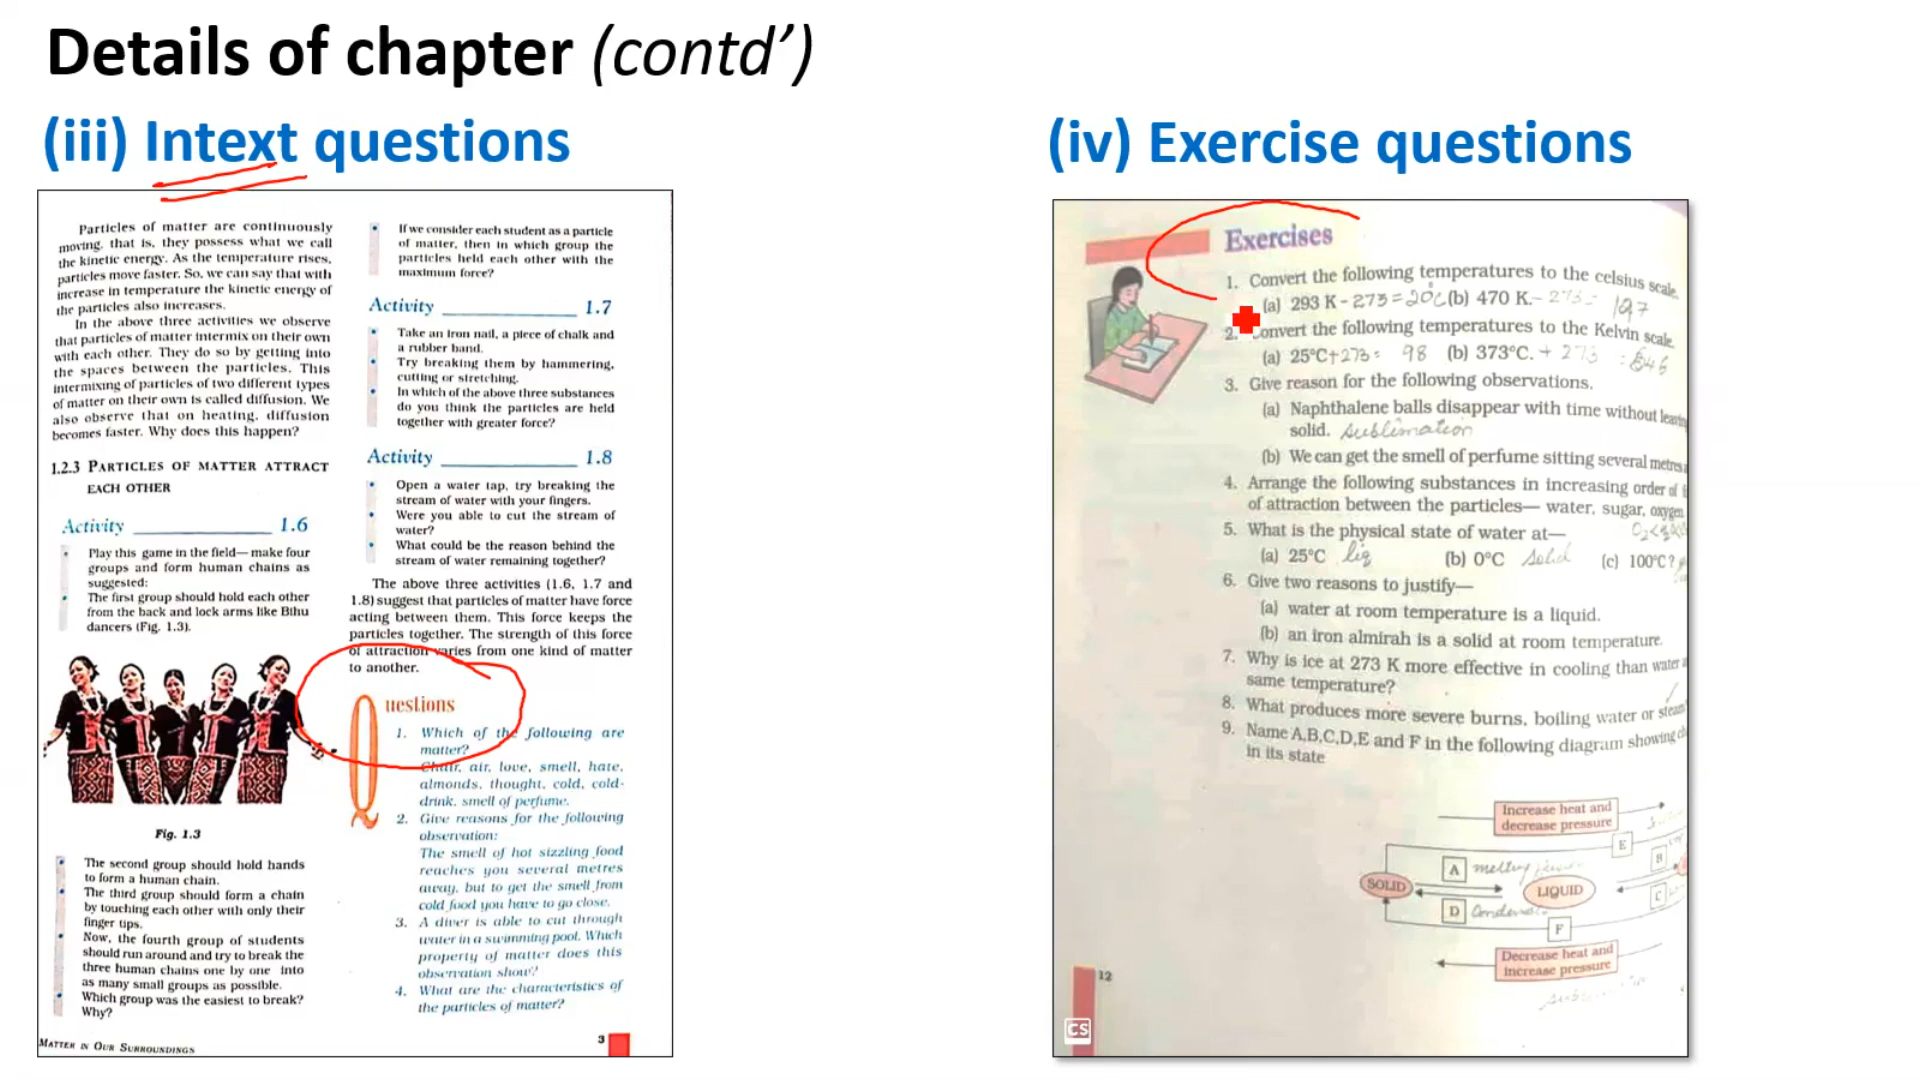 Details of chapter (contd’)
(iii) Intext questions
Particles of matter are continuously
moving, that is, they possess what we call
the kinetic energy. As the temperature rises,
particles move faster. So, we can say that with
increase in temperature the kinetic energy of
the particles also increases.
In the above three activities we observe
that particles of matter intermix on their own
with each other. They do so by getting into
the spaces between the particles. This
intermixing of particles of two different types
of matter on their own is called diffusion. We
also observe that on heating, diffusion
becomes faster. Why does this happen?
1.2.3 PARTICLES OF MATTER ATTRACT
EACH OTHER
Activity ______________ 1.6
• Play this game in the field— make four
groups and form human chains as
suggested:
• The first group should hold each other
from the back and lock arms like Bihu
dancers (Fig. 1.3).
Fig. 1.3
• The second group should hold hands
to form a human chain.
• The third group should form a chain
by touching each other with only their
finger tips.
• Now, the fourth group of students
should run around and try to break the
three human chains one by one into
as many small groups as possible.
• Which group was the easiest to break?
Why?
MATTER IN OUR SURROUNDINGS
• If we consider each student as a particle
of matter, then in which group the
particles held each other with the
maximum force?
Activity ______________ 1.7
• Take an iron nail, a piece of chalk and
a rubber band.
• Try breaking them by hammering,
cutting or stretching.
• In which of the above three substances
do you think the particles are held
together with greater force?
Activity ______________ 1.8
• Open a water tap, try breaking the
stream of water with your fingers.
• Were you able to cut the stream of
water?
• What could be the reason behind the
stream of water remaining together?
The above three activities (1.6, 1.7 and
1.8) suggest that particles of matter have force
acting between them. This force keeps the
particles together. The strength of this force
of attraction varies from one kind of matter
to another.
Questions
1. Which of the following are
matter?
Chair, air, love, smell, hate,
almonds, thought, cold, cold-
drink, smell of perfume.
2. Give reasons for the following
observation:
The smell of hot sizzling food
reaches you several metres
away, but to get the smell from
cold food you have to go close.
3. A diver is able to cut through
water in a swimming pool. Which
property of matter does this
observation show?
4. What are the characteristics of
the particles of matter?
3
(iv) Exercise questions
Exercises
1. Convert the following temperatures to the celsius scale.
(a) 293 K - 273 = 20°C (b) 470 K. - 273 = 197
2. Convert the following temperatures to the Kelvin scale.
(a) 25°C + 273 = 98 (b) 373°C. + 273 :
3. Give reason for the following observations.
(a) Naphthalene balls disappear with time without
solid. sublimation
(b) We can get the smell of perfume sitting several metres
4. Arrange the following substances in increasing order of
of attraction between the particles— water, sugar, oxygen
5. What is the physical state of water at—
(a) 25°C liq (b) 0°C solid (c) 100°C?
6. Give two reasons to justify—
(a) water at room temperature is a liquid.
(b) an iron almirah is a solid at room temperature.
7. Why is ice at 273 K more effective in cooling than water
same temperature?
8. What produces more severe burns, boiling water or steam
9. Name A,B,C,D,E and F in the following diagram showing
in its state
Increase heat and
decrease pressure
E
B
A melting
SOLID
LIQUID
C
D
F
Decrease heat and
increase pressure
12
CS